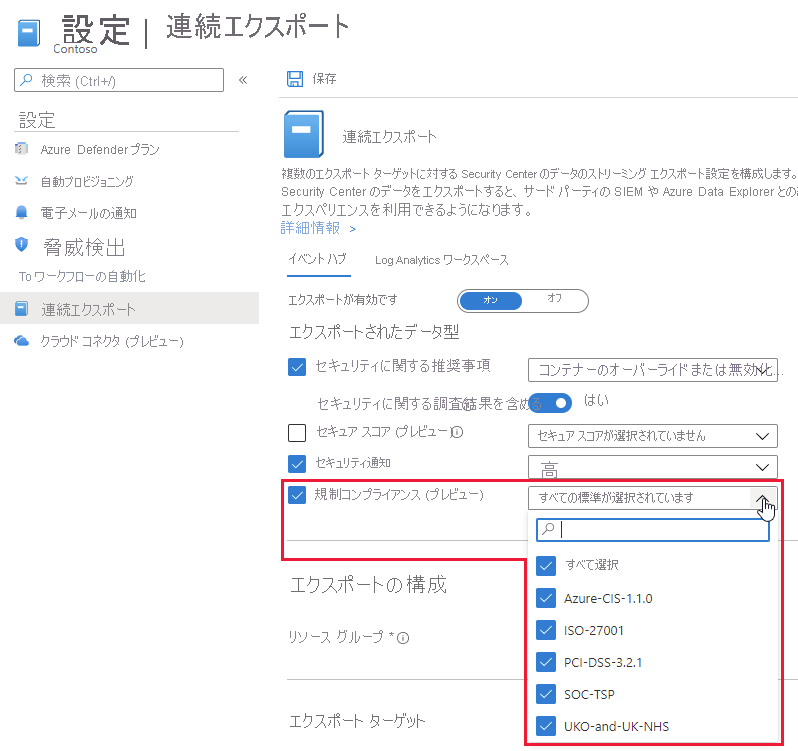 設定 | 連続エクスポート
Contoso
検索 (Ctrl+/)
«
設定
Azure Defender プラン
自動プロビジョニング
電子メールの通知
脅威検出
To ワークフローの自動化
連続エクスポート
クラウド コネクタ (プレビュー)
保存
連続エクスポート
複数のエクスポート ターゲットに対する Security Center のデータのストリーミング エクスポート設定を構成します。
Security Center のデータをエクスポートすると、サード パーティの SIEM や Azure Data Explorer との
エクスペリエンスを利用できるようになります。
詳細情報 >
イベント ハブ Log Analytics ワークスペース
エクスポートが有効です オン オフ
エクスポートされたデータ型
セキュリティに関する推奨事項 コンテナーのオーバーライドまたは無効化...
セキュリティに関する調査結果を含める はい
セキュア スコア (プレビュー) セキュア スコアが選択されていません
セキュリティ通知 高
規制コンプライアンス (プレビュー) すべての標準が選択されています
すべて選択
Azure-CIS-1.1.0
ISO-27001
PCI-DSS-3.2.1
SOC-TSP
UKO-and-UK-NHS
エクスポートの構成
リソース グループ *
エクスポート ターゲット